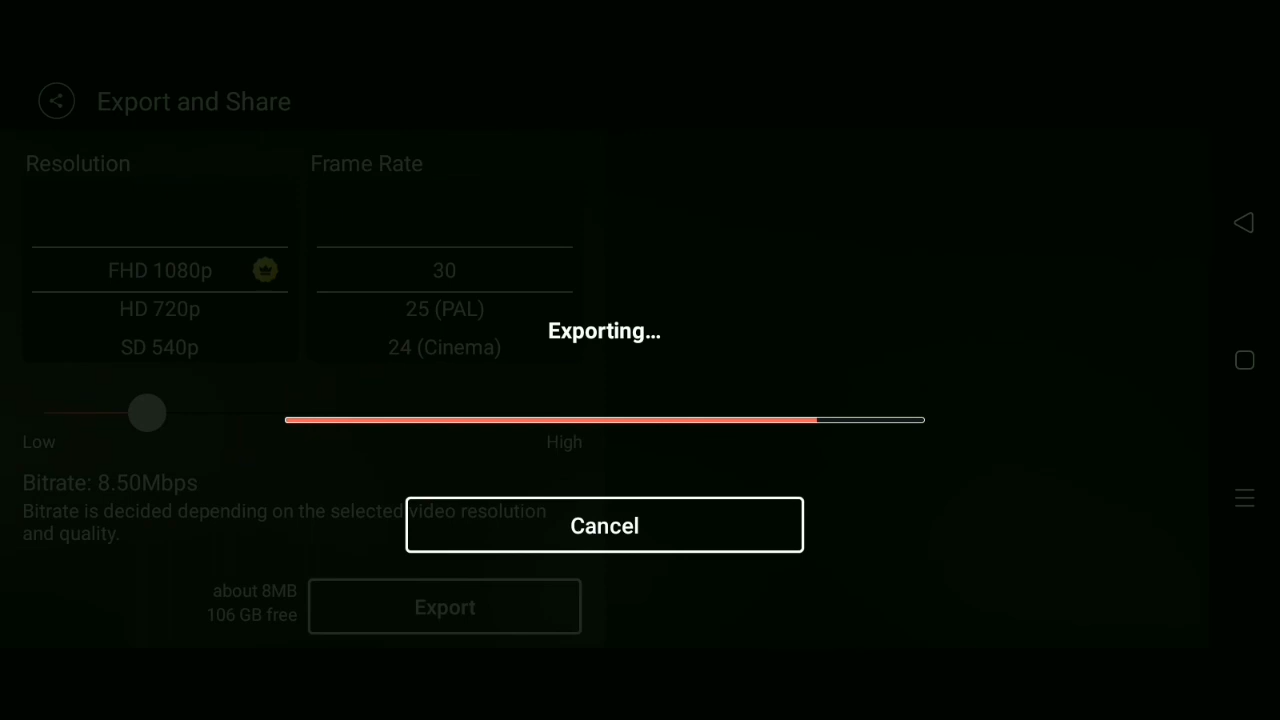 Export and Share
Resolution
Frame Rate
FHD 1080p
30
HD 720p
25 (PAL)
SD 540p
24 (Cinema)
Exporting...
Low
High
Bitrate: 8.50Mbps
Bitrate is decided depending on the selected video resolution
and quality.
Cancel
about 8MB
106 GB free
Export